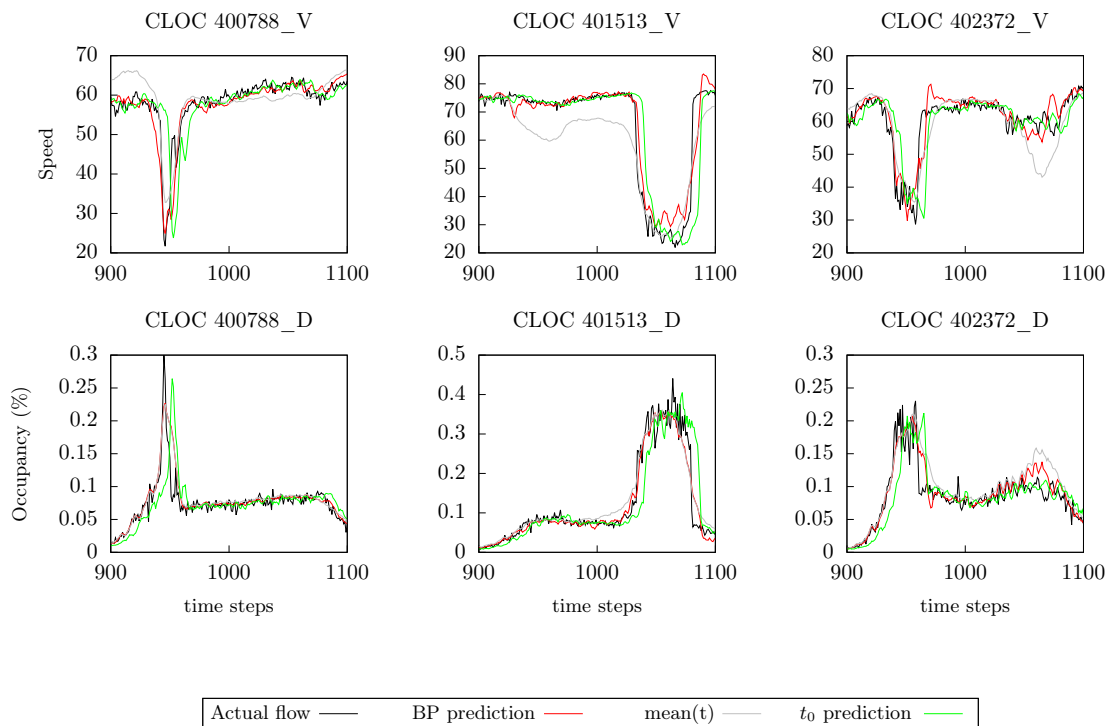 CLOC 400788_V CLOC 401513_V CLOC 402372_V
70 90 80
80
60 70
70
50 60
60
Speed
50
40 50
40
30 40
30
30
20 20 20
900 1000 1100 900 1000 1100 900 1000 1100
CLOC 400788_D CLOC 401513_D CLOC 402372_D
0.3 0.5 0.3
0.25 0.4 0.25
0.2 0.2
0.3
Occupancy (%)
0.15 0.15
0.2
0.1 0.1
0.05 0.1 0.05
0 0 0
900 1000 1100 900 1000 1100 900 1000 1100
time steps time steps time steps
Actual flow BP prediction mean(t) t₀ prediction